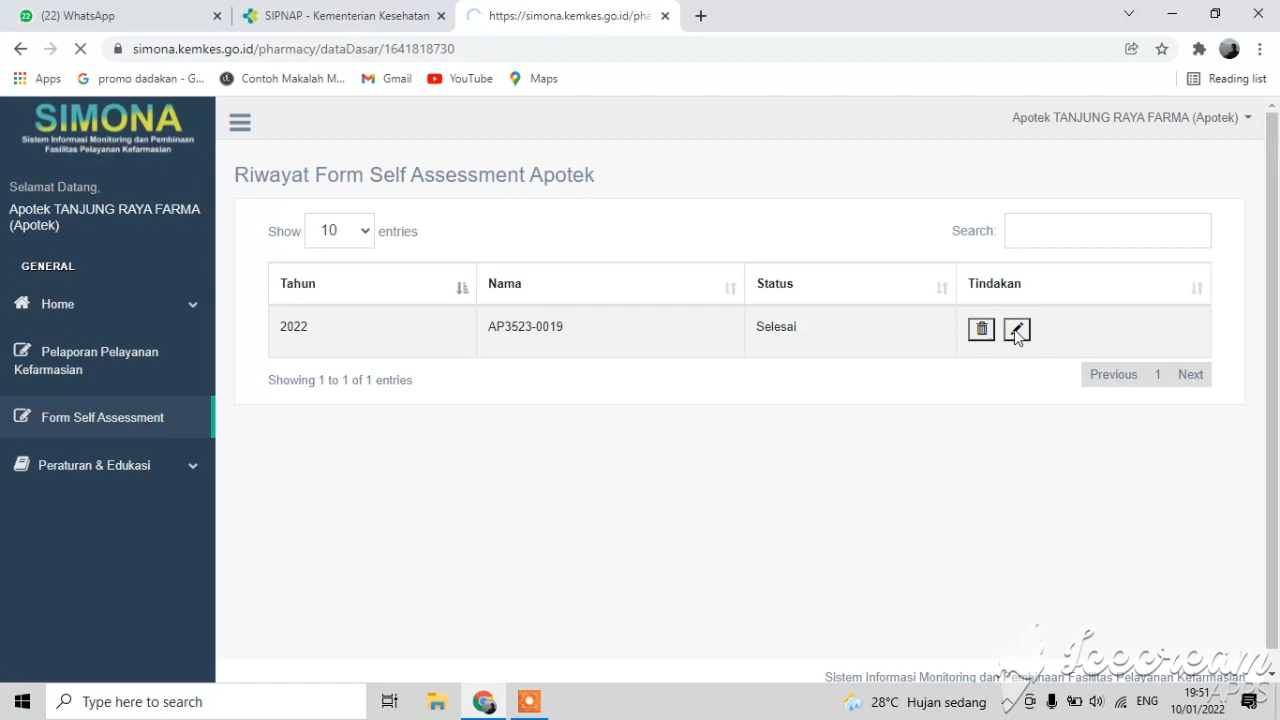 (22) WhatsApp
SIPNAP - Kementerian Kesehatan
https://simona.kemkes.go.id/pha
simona.kemkes.go.id/pharmacy/dataDasar/1641818730
Apps
promo dadakan - G...
Contoh Makalah M...
Gmail
YouTube
Maps
Reading list
SIMONA
Sistem Informasi Monitoring dan Pembinaan
Fasilitas Pelayanan Kefarmasian
Apotek TANJUNG RAYA FARMA (Apotek)
Selamat Datang,
Apotek TANJUNG RAYA FARMA
(Apotek)
GENERAL
Home
Pelaporan Pelayanan
Kefarmasian
Form Self Assessment
Peraturan & Edukasi
Riwayat Form Self Assessment Apotek
Show 10 entries
Search:
Tahun Nama Status Tindakan
2022 AP3523-0019 Selesai
Showing 1 to 1 of 1 entries
Previous 1 Next
Sistem Informasi Monitoring dan Pembinaan Fasilitas Pelayanan Kefarmasian
Icecream
APPS
Type here to search
28°C Hujan sedang
ENG
19:51
10/01/2022